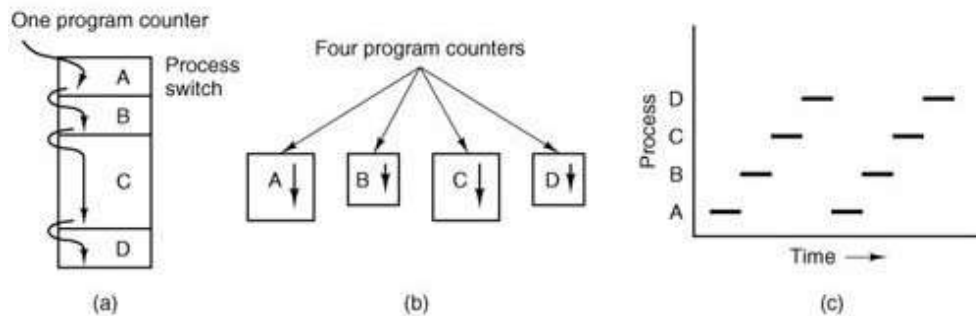 One program counter
Process
switch
A
B
C
D
(a)
Four program counters
A
B
C
D
(b)
Process
D
C
B
A
Time
(c)